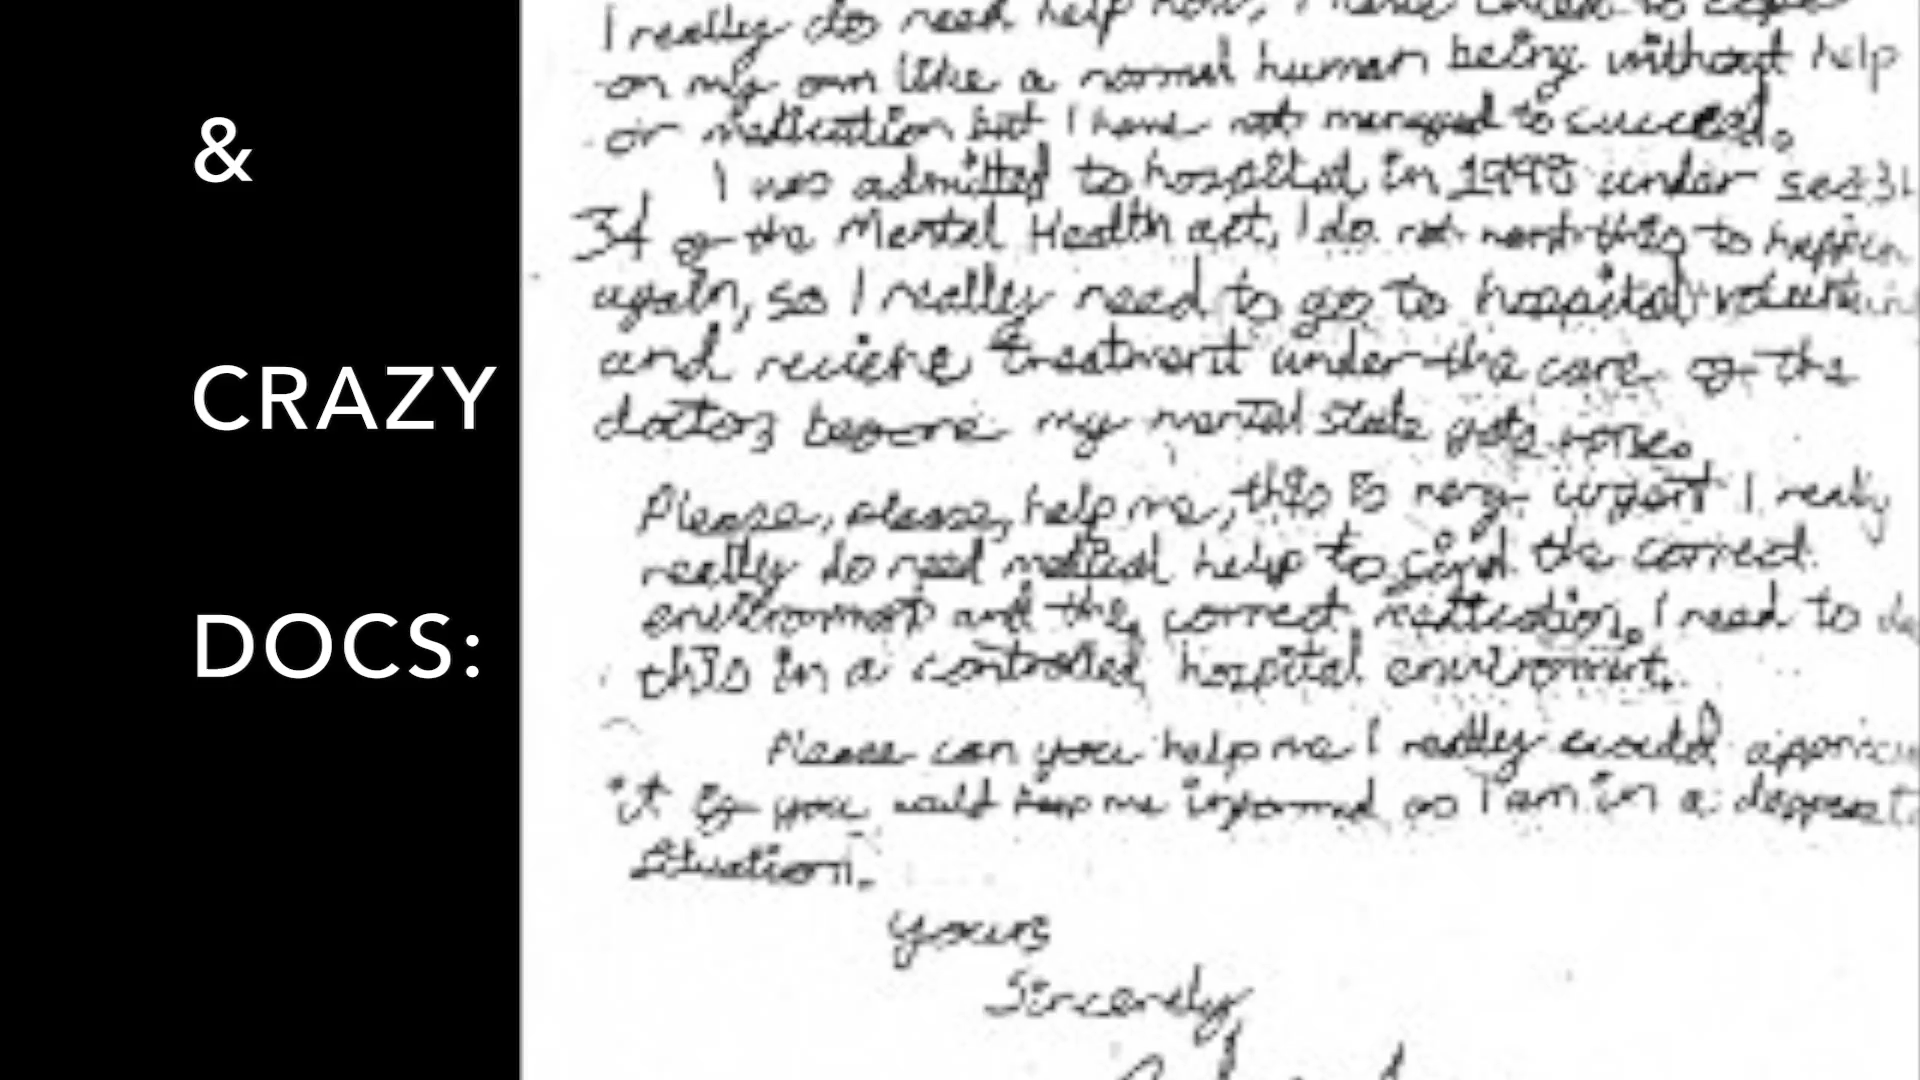 &
CRAZY
DOCS:
I really do need help now, I have tried to cope
on my own like a normal human being without help
or medication but I have not managed to succeed.
I was admitted to hospital in 1998 under sec 3
34 of the Mental Health act, I do not want this to happen
again, so I really need to go to hospital
and recieve treatment under the care of the
doctors before my mental state gets worse.
Please, please, help me, this is very urgent I really
really do need medical help to find the correct
enviroment and the correct medication. I need to
this in a controlled hospital enviroment.
Please can you help me I really would
it if you would keep me informed as I am in a
situation.
yours
Sincerely